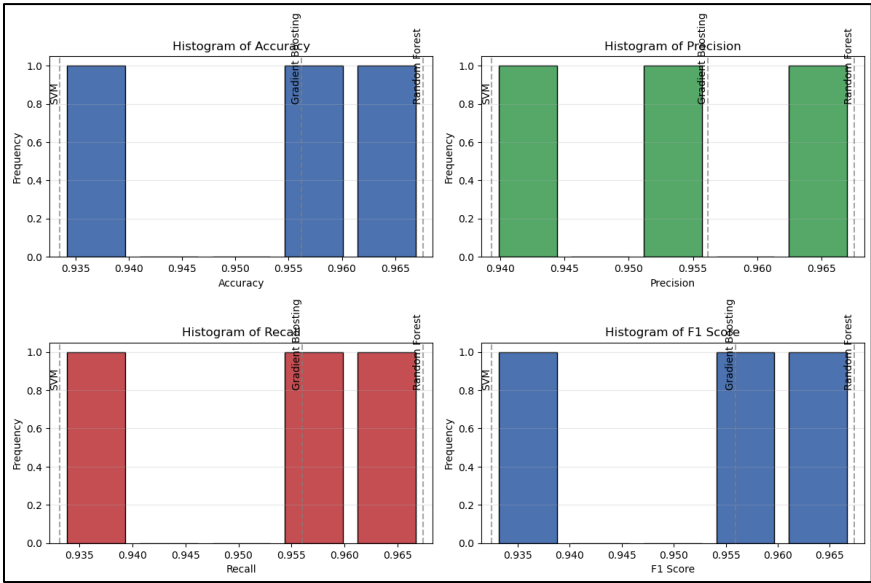 Histogram of Accuracy
Frequency
1.0
0.8
0.6
0.4
0.2
0.0
SVM
Gradient Boosting
Random Forest
0.935 0.940 0.945 0.950 0.955 0.960 0.965
Accuracy
Histogram of Precision
Frequency
1.0
0.8
0.6
0.4
0.2
0.0
SVM
Gradient Boosting
Random Forest
0.940 0.945 0.950 0.955 0.960 0.965
Precision
Histogram of Recall
Frequency
1.0
0.8
0.6
0.4
0.2
0.0
SVM
Gradient Boosting
Random Forest
0.935 0.940 0.945 0.950 0.955 0.960 0.965
Recall
Histogram of F1 Score
Frequency
1.0
0.8
0.6
0.4
0.2
0.0
SVM
Gradient Boosting
Random Forest
0.935 0.940 0.945 0.950 0.955 0.960 0.965
F1 Score